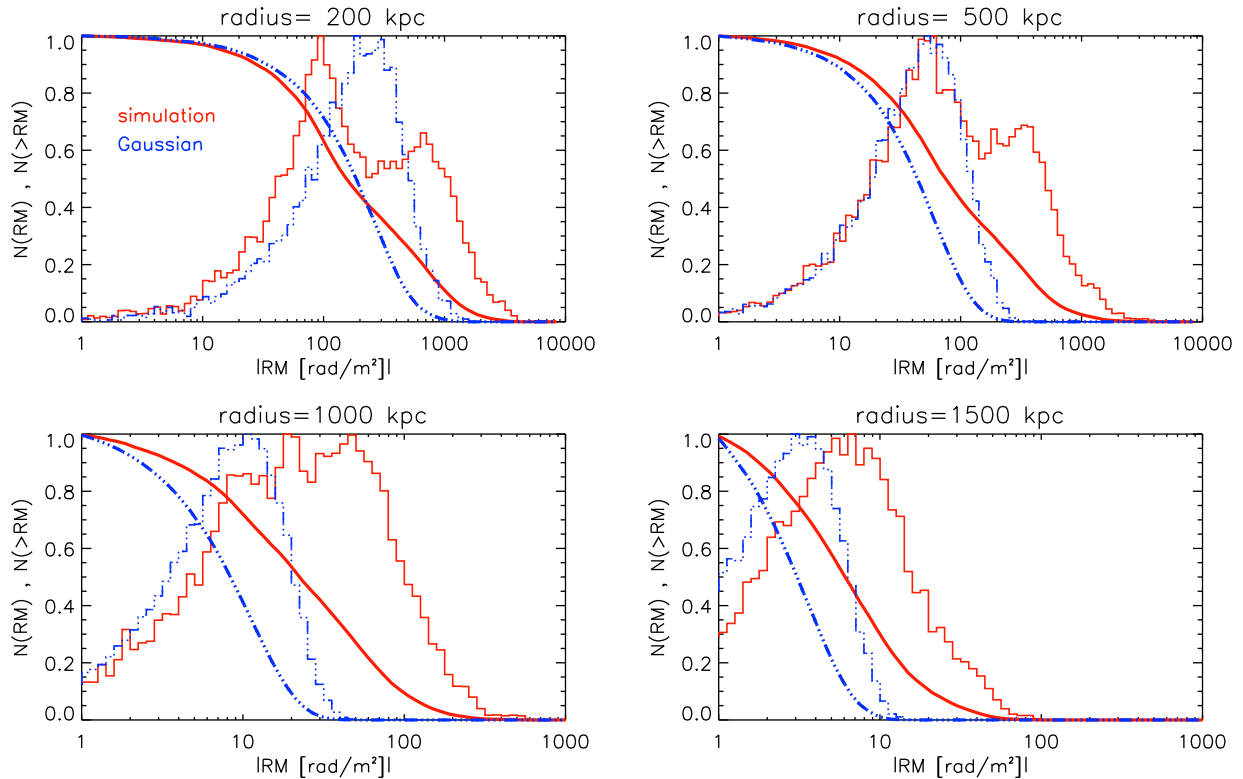 radius= 200 kpc
1.0
0.8
0.6
0.4
0.2
0.0
N(RM) , N(>RM)
simulation
Gaussian
1 10 100 1000 10000
|RM [rad/m²]|
radius= 500 kpc
1.0
0.8
0.6
0.4
0.2
0.0
N(RM) , N(>RM)
1 10 100 1000 10000
|RM [rad/m²]|
radius=1000 kpc
1.0
0.8
0.6
0.4
0.2
0.0
N(RM) , N(>RM)
1 10 100 1000
|RM [rad/m²]|
radius=1500 kpc
1.0
0.8
0.6
0.4
0.2
0.0
N(RM) , N(>RM)
1 10 100 1000
|RM [rad/m²]|